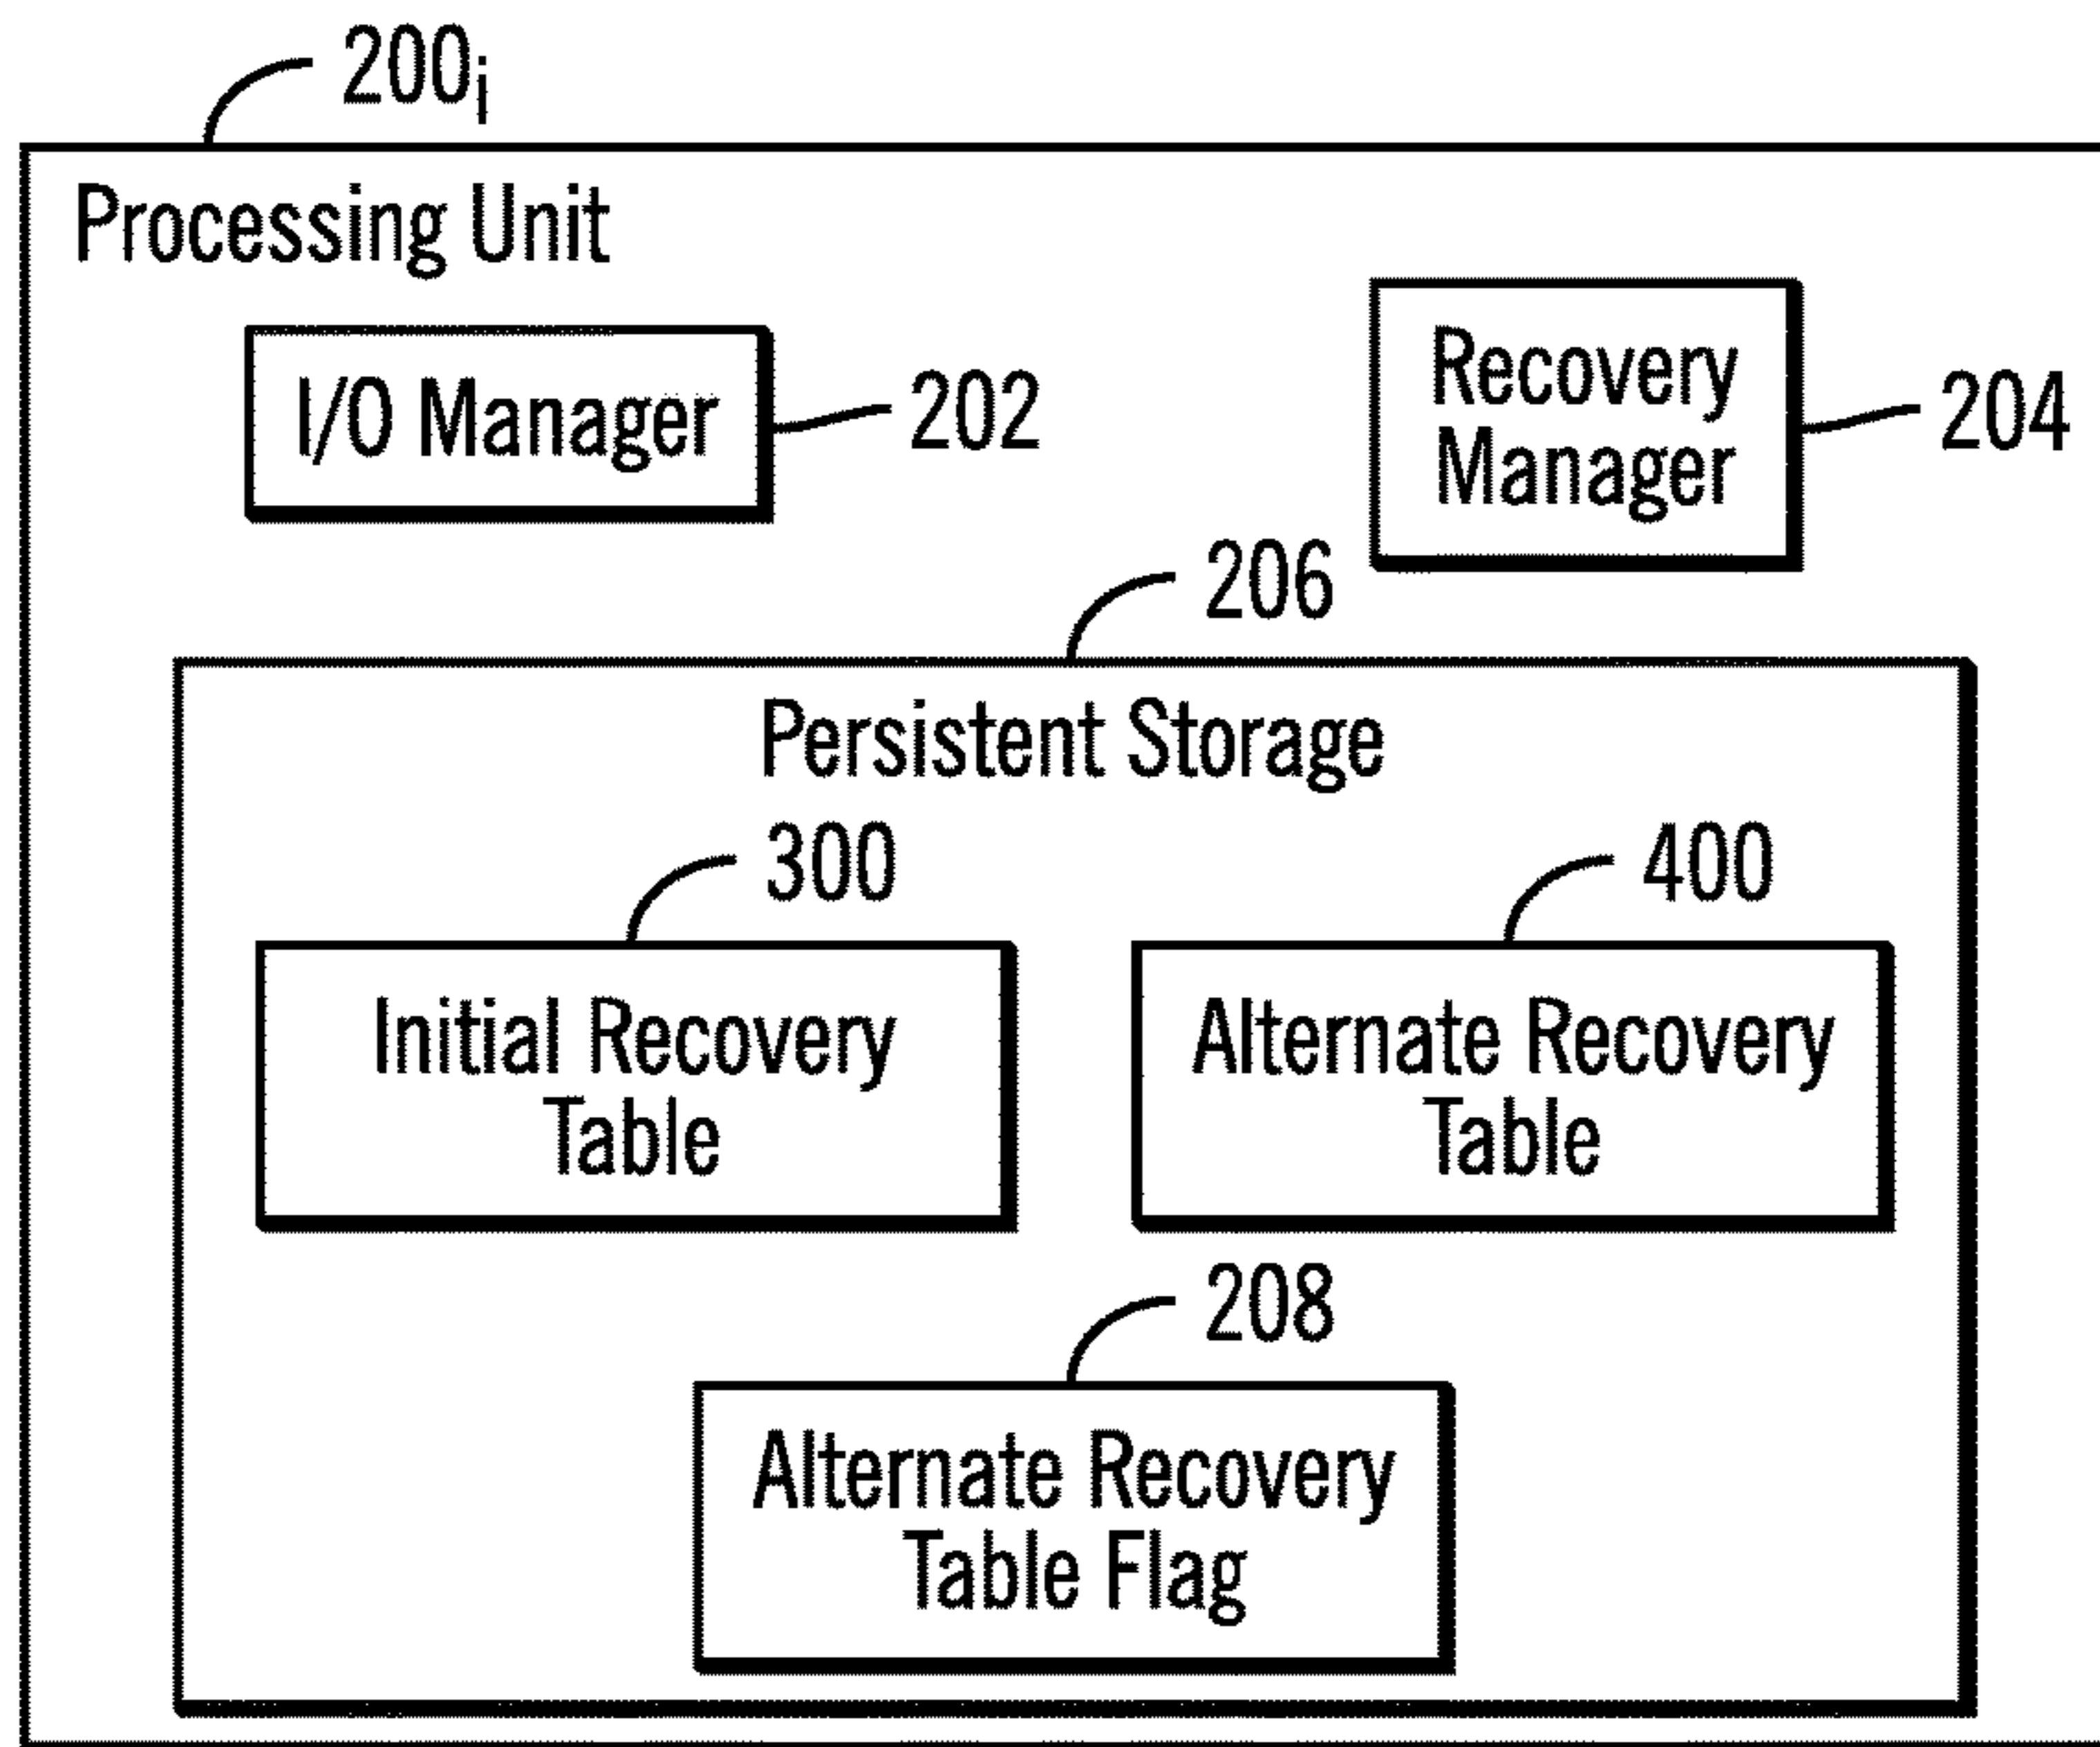 200i
Processing Unit
I/O Manager
202
Recovery
Manager
204
206
Persistent Storage
300
400
Initial Recovery
Table
Alternate Recovery
Table
208
Alternate Recovery
Table Flag